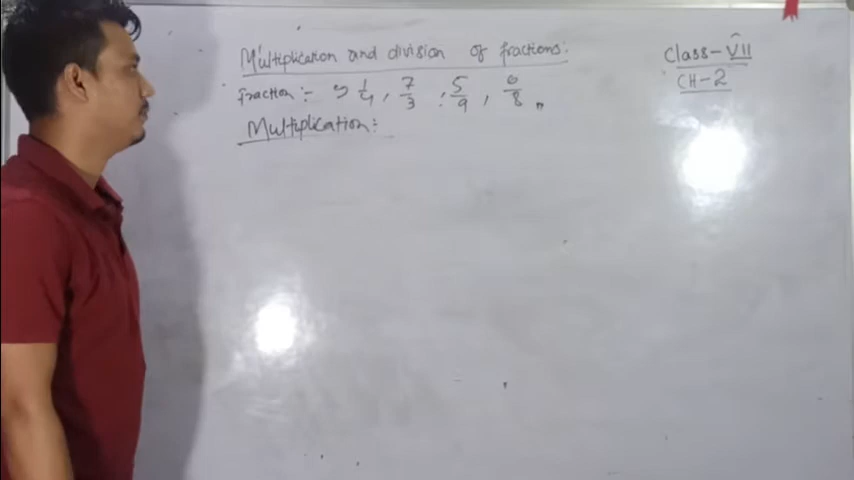 Multiplication and division of fractions:
Class-VII
CH-2
fraction:- 1/4, 7/3, 5/9, 6/8
Multiplication: